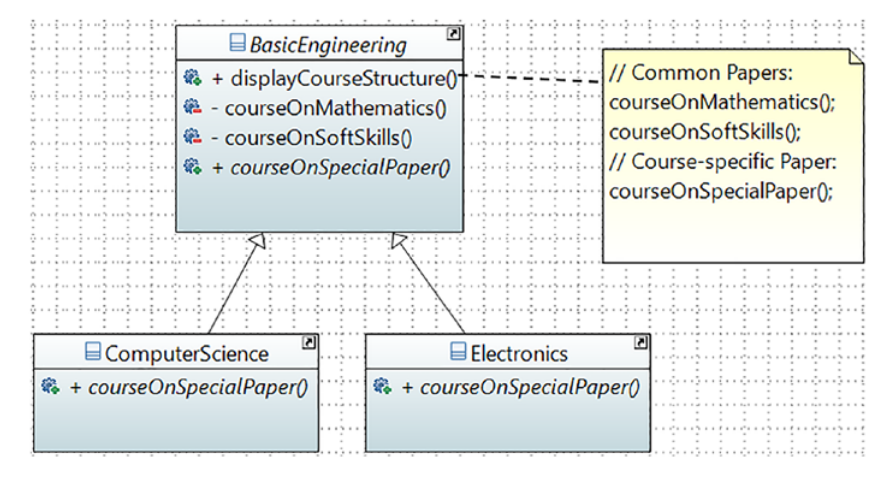 BasicEngineering
+ displayCourseStructure()
- courseOnMathematics()
- courseOnSoftSkills()
+ courseOnSpecialPaper()
// Common Papers:
courseOnMathematics();
courseOnSoftSkills();
// Course-specific Paper:
courseOnSpecialPaper();
ComputerScience
+ courseOnSpecialPaper()
Electronics
+ courseOnSpecialPaper()